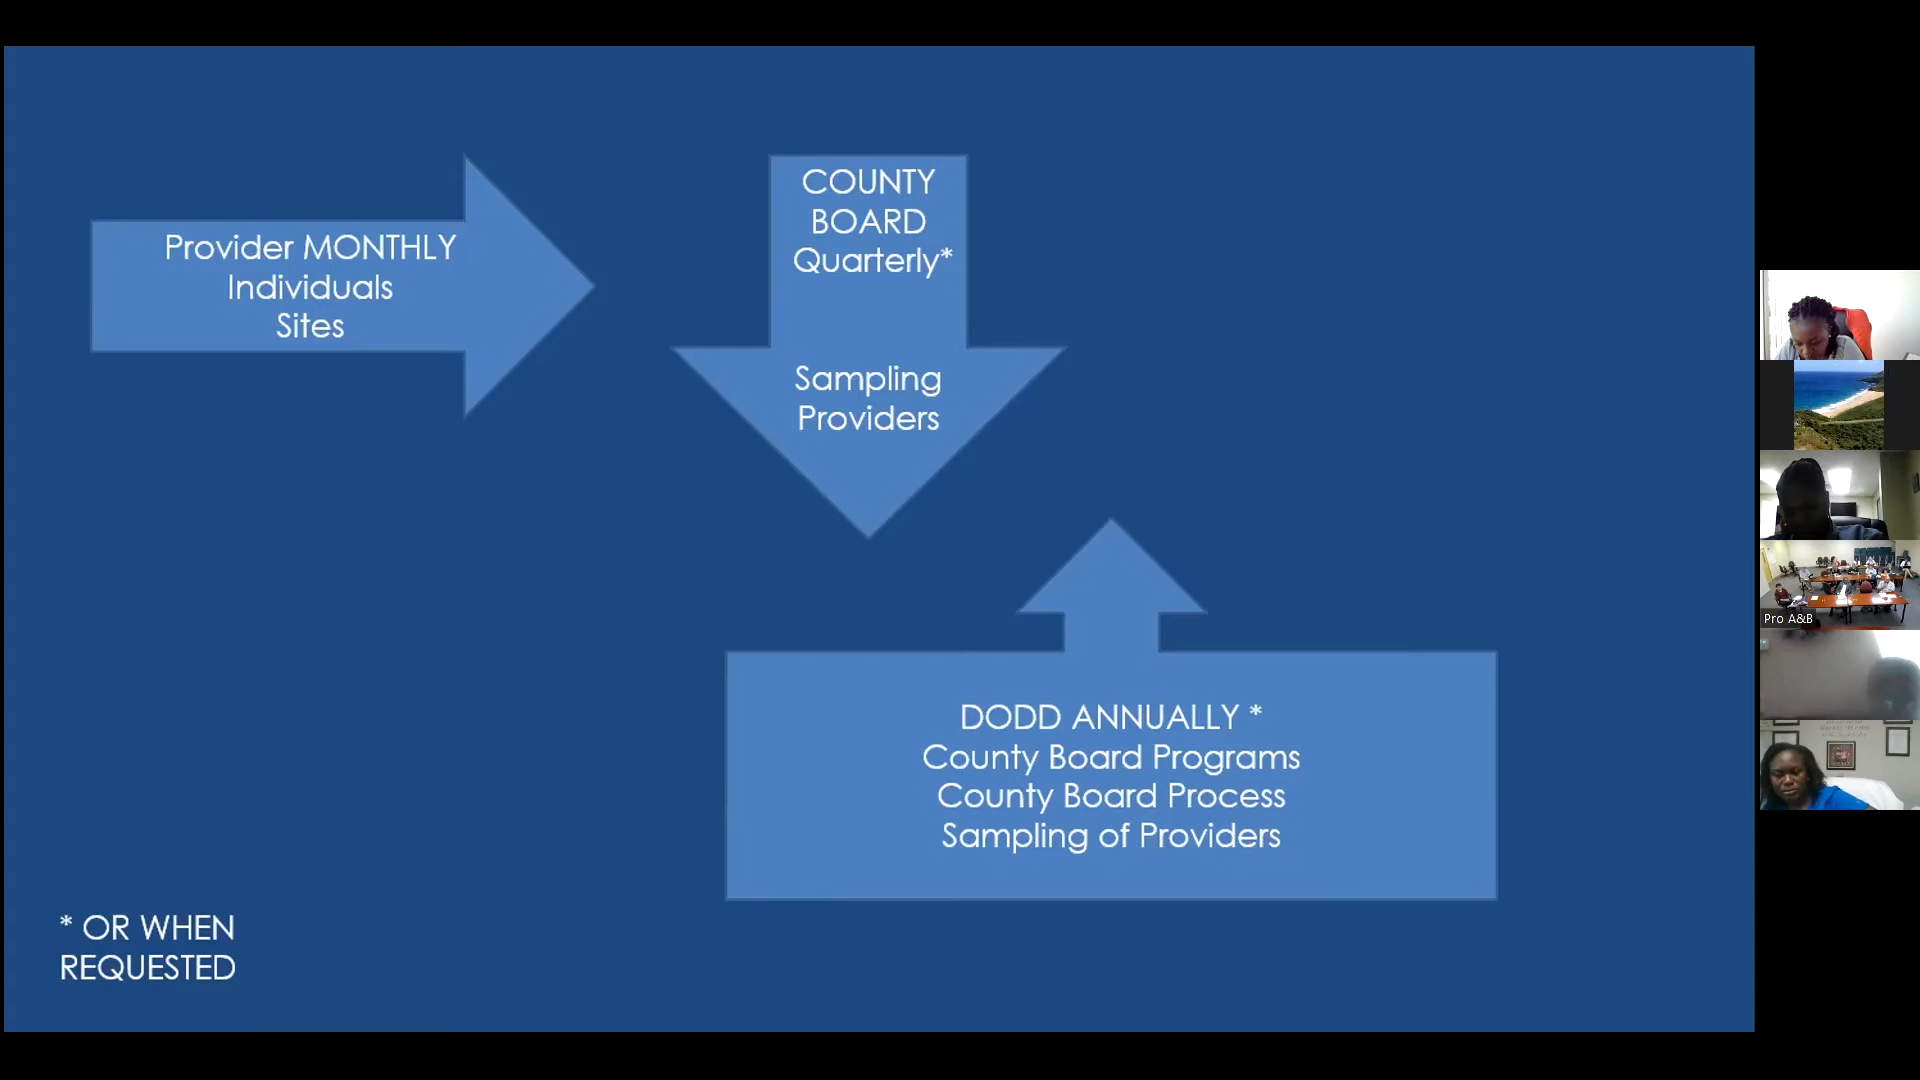 Provider MONTHLY
Individuals
Sites
COUNTY
BOARD
Quarterly*
Sampling
Providers
DODD ANNUALLY *
County Board Programs
County Board Process
Sampling of Providers
* OR WHEN
REQUESTED
Pro A&B